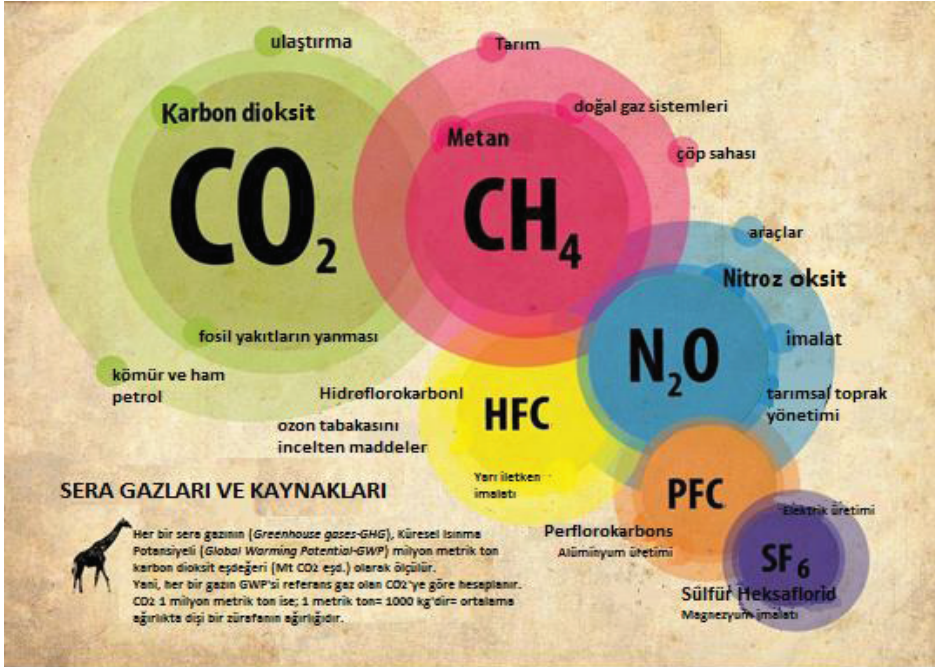 ulaştırma
Karbon dioksit
CO2
fosil yakıtların yanması
kömür ve ham
petrol
Tarım
doğal gaz sistemleri
Metan
çöp sahası
CH4
araçlar
Nitroz oksit
N2O
imalat
tarımsal toprak
yönetimi
Hidroflorokarbonl
HFC
ozon tabakasını
incelten maddeler
Yarı iletken
imalatı
PFC
Perflorokarbons
Alüminyum üretimi
Elektrik üretimi
SF6
Sülfür Heksaflorid
Magnezyum imalatı
SERA GAZLARI VE KAYNAKLARI
Her bir sera gazının (Greenhouse gases-GHG), Küresel Isınma
Potansiyeli (Global Warming Potential-GWP) milyon metrik ton
karbon dioksit eşdeğeri (Mt CO2 eşd.) olarak ölçülür.
Yani, her bir gazın GWP'si referans gaz olan CO2'ye göre hesaplanır.
CO2 1 milyon metrik ton ise; 1 metrik ton= 1000 kg'dir= ortalama
ağırlıkta dişi bir zürafanın ağırlığıdır.